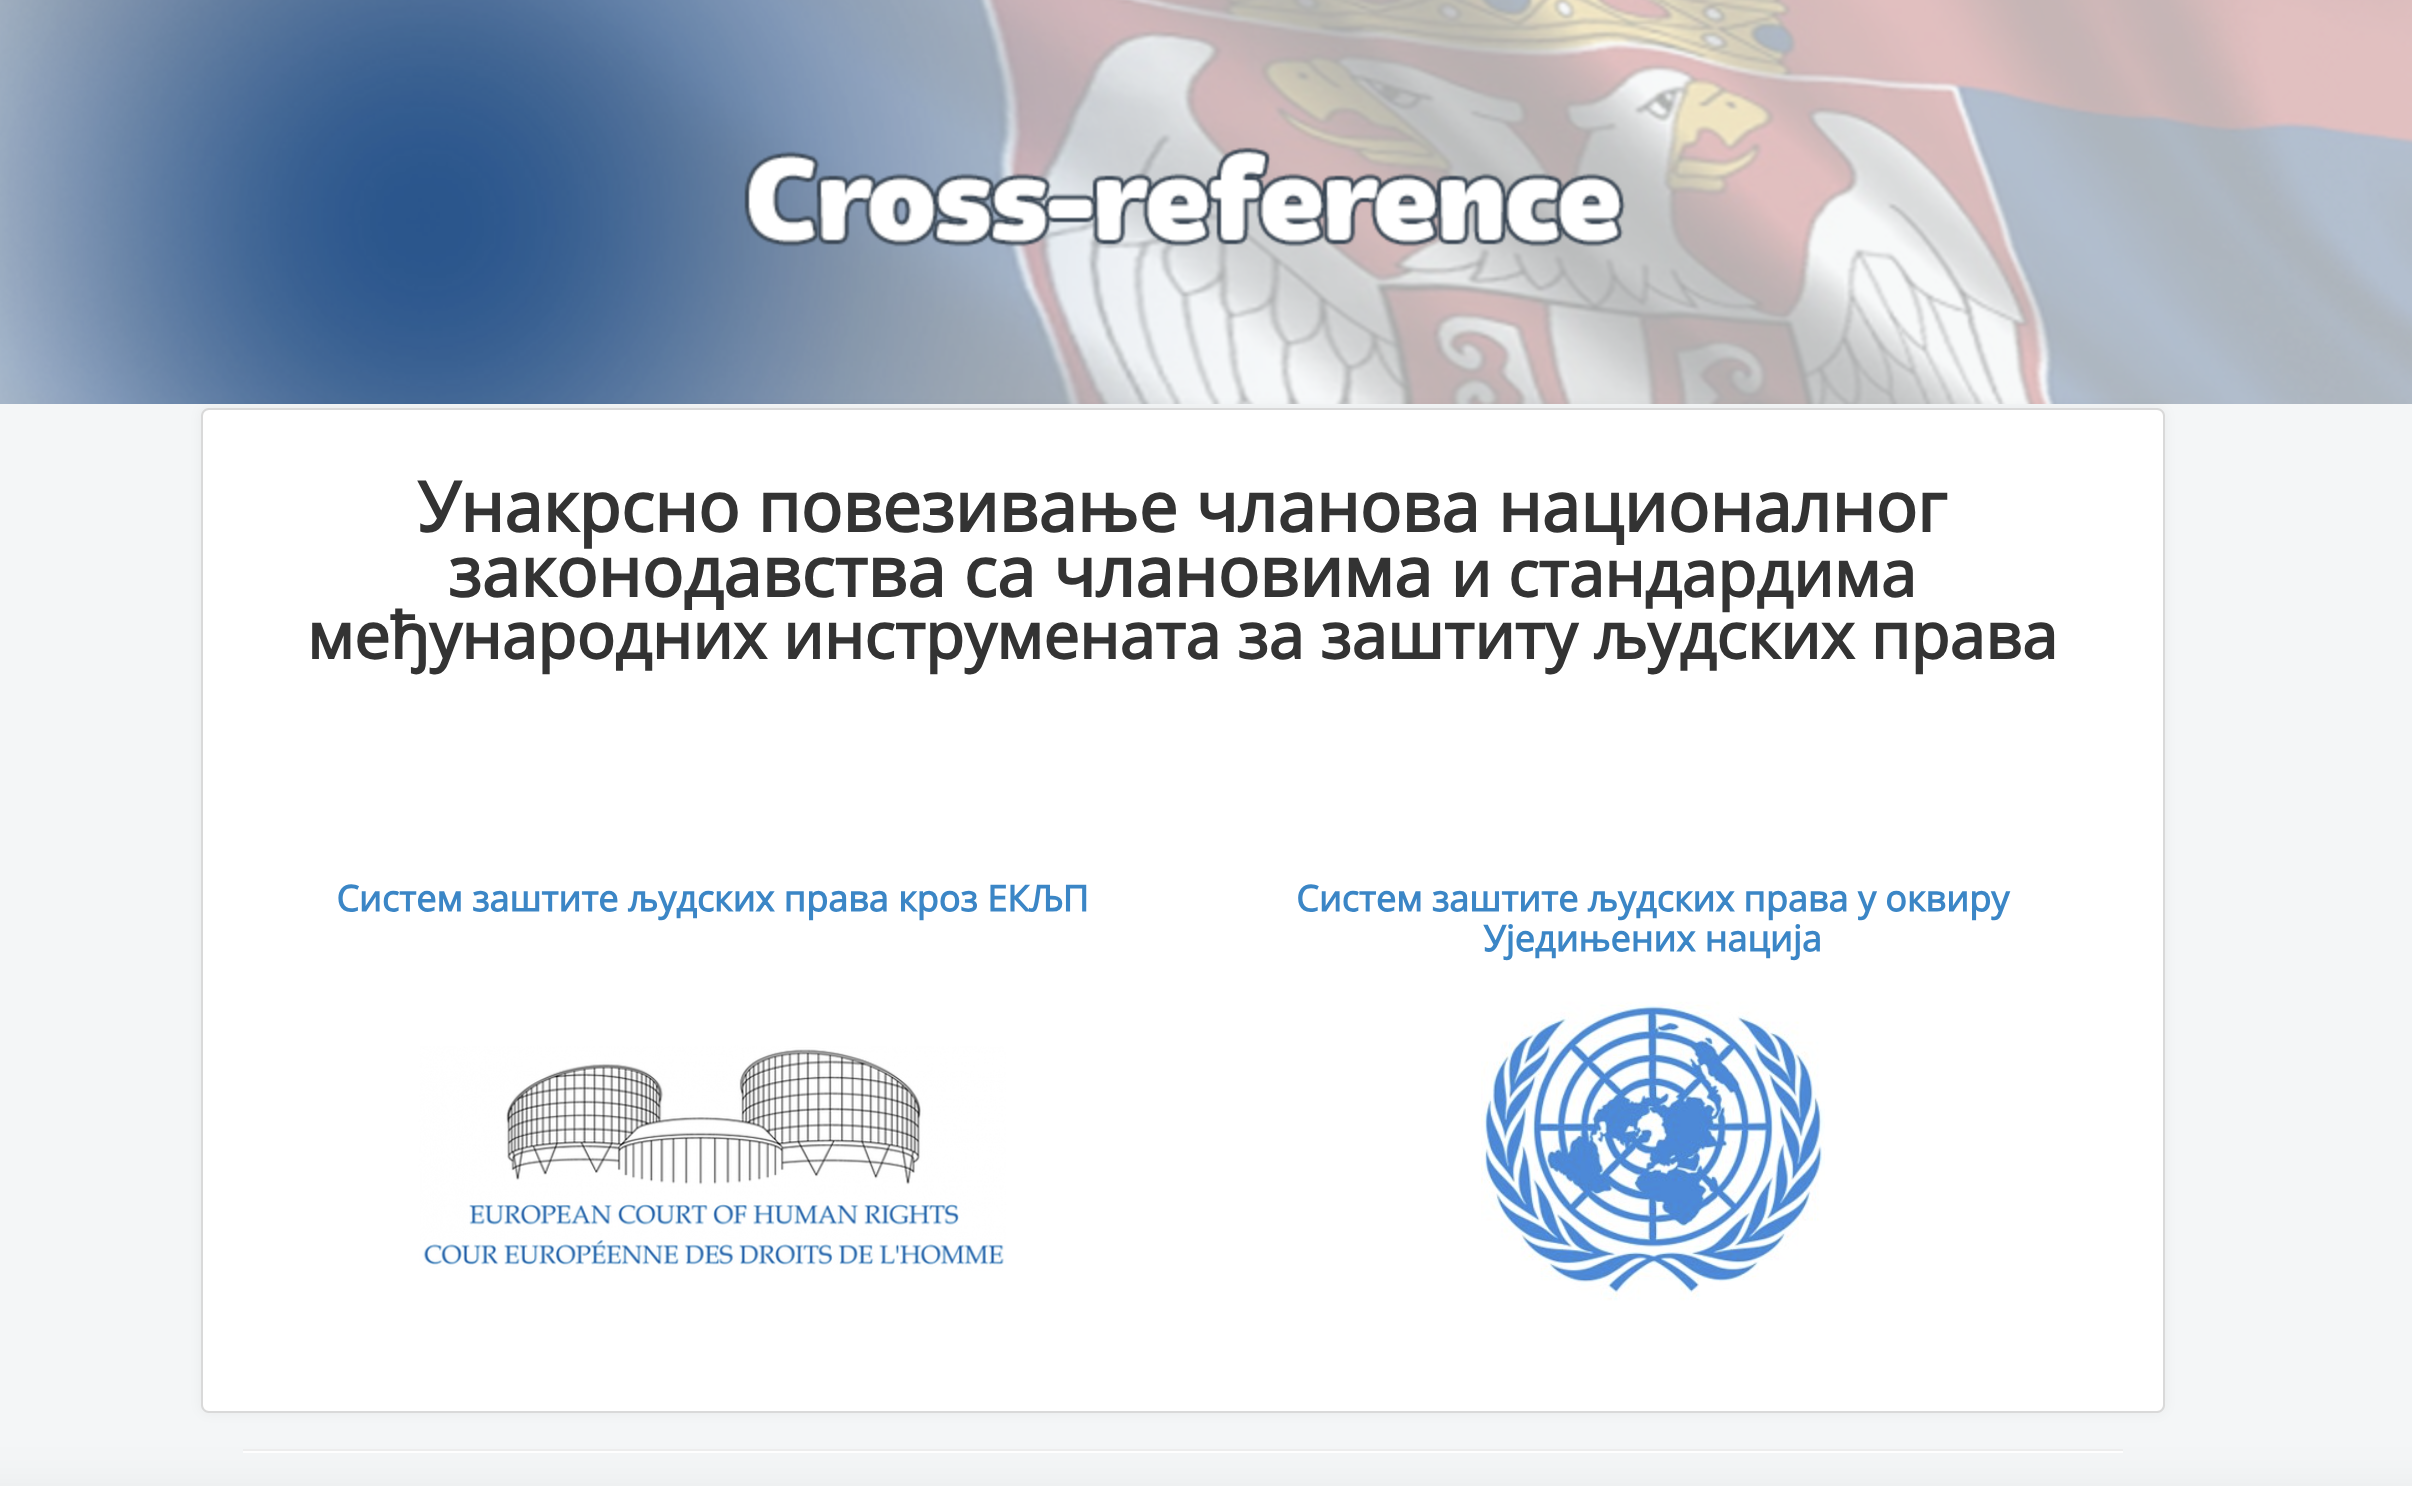 Cross-reference
Унакрсно повезивање чланова националног
законодавства са члановима и стандардима
међународних инструмената за заштиту људских права
Систем заштите људских права кроз ЕКЉП
Систем заштите људских права у оквиру
Уједињених нација
EUROPEAN COURT OF HUMAN RIGHTS
COUR EUROPÉENNE DES DROITS DE L'HOMME